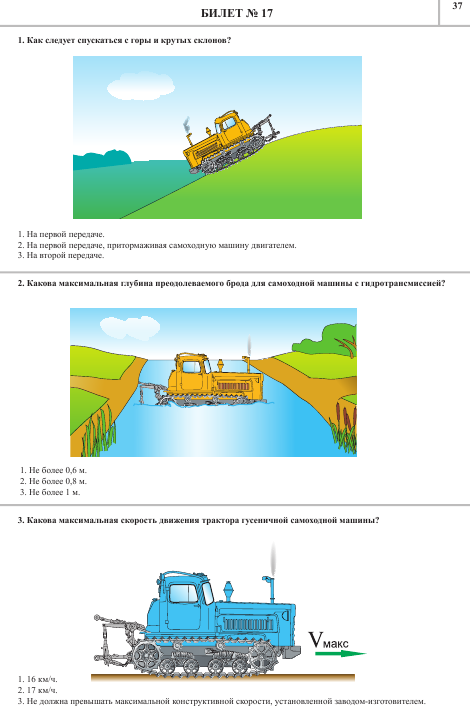 БИЛЕТ № 17
37
1. Как следует спускаться с горы и крутых склонов?
1. На первой передаче.
2. На первой передаче, притормаживая самоходную машину двигателем.
3. На второй передаче.
2. Какова максимальная глубина преодолеваемого брода для самоходной машины с гидротрансмиссией?
1. Не более 0,6 м.
2. Не более 0,8 м.
3. Не более 1 м.
3. Какова максимальная скорость движения трактора гусеничной самоходной машины?
Vмакс
1. 16 км/ч.
2. 17 км/ч.
3. Не должна превышать максимальной конструктивной скорости, установленной заводом-изготовителем.